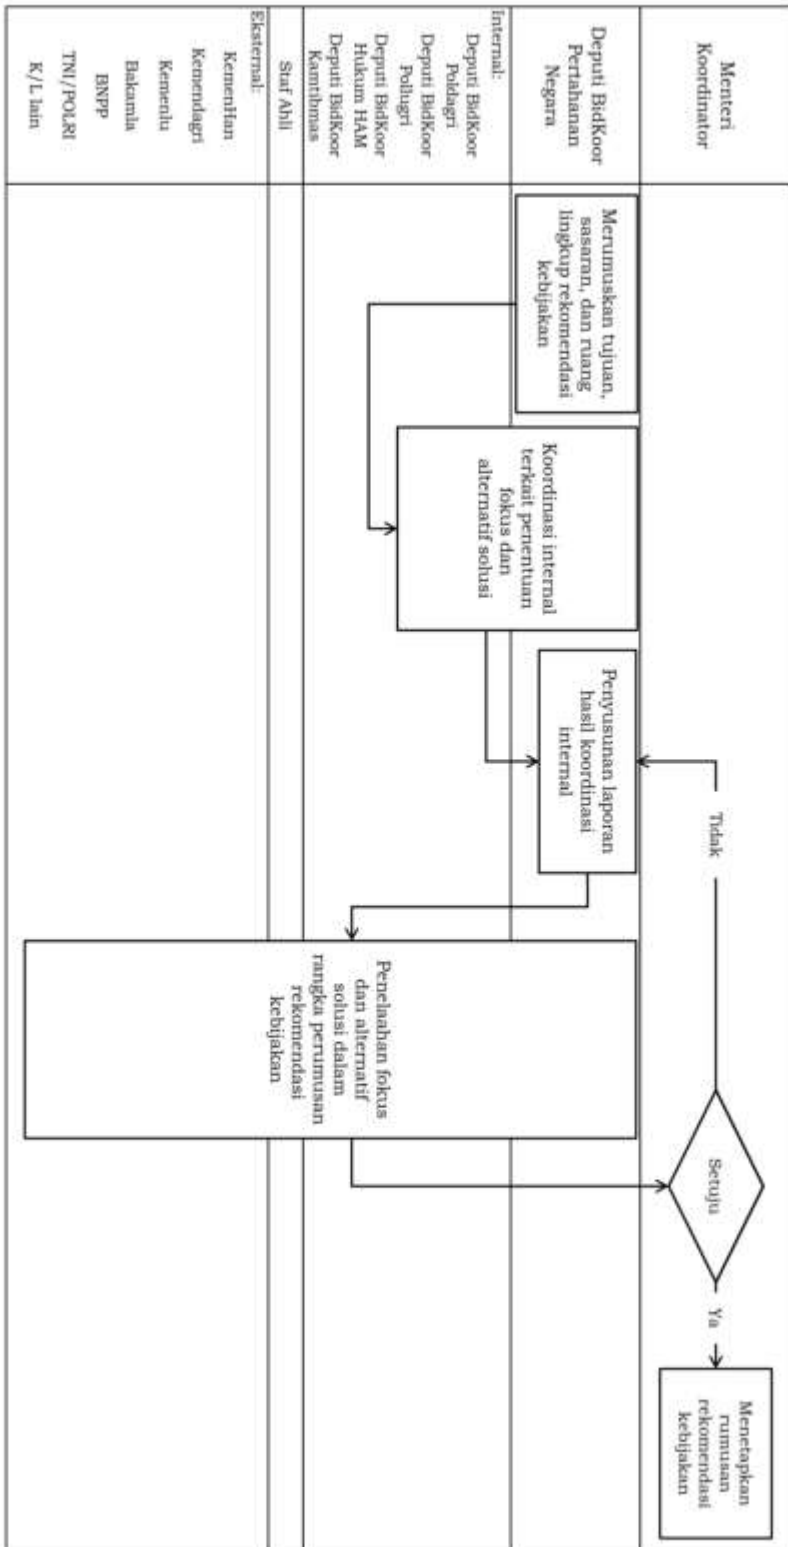 Menteri
Koordinator
Deputi BidKoor
Pertahanan
Negara
Internal:
Deputi BidKoor
Poldagri
Deputi BidKoor
Pollugri
Deputi BidKoor
Hukum HAM
Deputi BidKoor
Kamtibmas
Staf Ahli
Eksternal:
KemenHan
Kemendagri
Kemenlu
Bakamla
BNPP
TNI/POLRI
K/L lain
Merumuskan tujuan,
sasaran, dan ruang
lingkup rekomendasi
kebijakan
Koordinasi internal
terkait penentuan
fokus dan
alternatif solusi
Penyusunan laporan
hasil koordinasi
internal
Tidak
Penelaahan fokus
dan alternatif
solusi dalam
rangka perumusan
rekomendasi
kebijakan
Setuju
Ya
Menetapkan
rumusan
rekomendasi
kebijakan